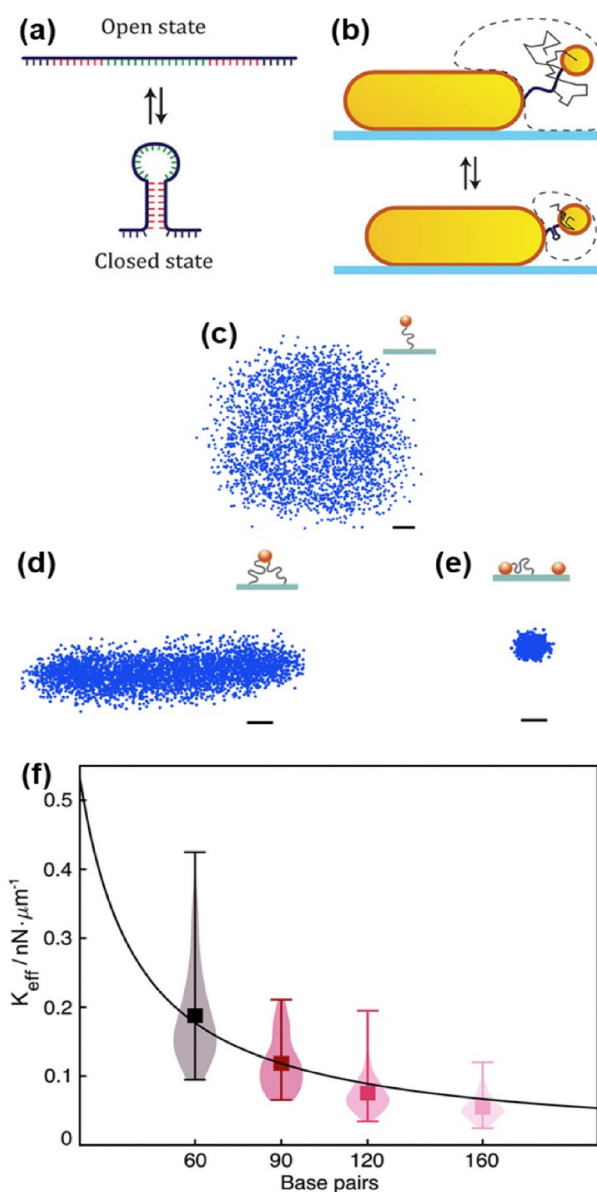 (a)
Open state
Closed state
(b)
(c)
(d)
(e)
(f)
0.5
0.4
0.3
0.2
0.1
0
K_eff / nN·μm⁻¹
60
90
120
160
Base pairs